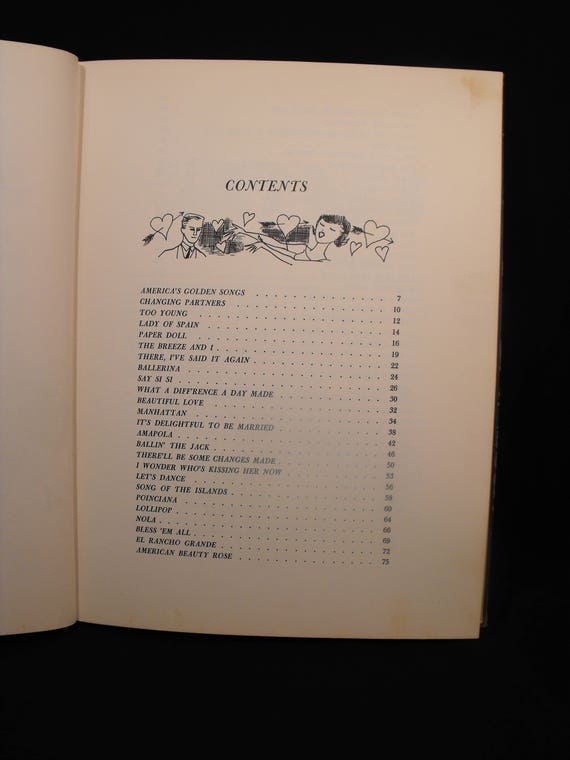 CONTENTS
AMERICA'S GOLDEN SONGS . . . . . . . . . . . . 7
CHANGING PARTNERS . . . . . . . . . . . . . . 10
TOO YOUNG . . . . . . . . . . . . . . . . . . 12
LADY OF SPAIN . . . . . . . . . . . . . . . . 14
PAPER DOLL . . . . . . . . . . . . . . . . . 16
THE BREEZE AND I . . . . . . . . . . . . . . . 19
THERE, I'VE SAID IT AGAIN . . . . . . . . . . . 22
BALLERINA . . . . . . . . . . . . . . . . . . 24
SAY SI SI . . . . . . . . . . . . . . . . . . 26
WHAT A DIFF'RENCE A DAY MADE . . . . . . . . . 30
BEAUTIFUL LOVE . . . . . . . . . . . . . . . . 32
MANHATTAN . . . . . . . . . . . . . . . . . . 34
IT'S DELIGHTFUL TO BE MARRIED . . . . . . . . . 38
AMAPOLA . . . . . . . . . . . . . . . . . . . 42
BALLIN' THE JACK . . . . . . . . . . . . . . . 46
THERE'LL BE SOME CHANGES MADE . . . . . . . . . 50
I WONDER WHO'S KISSING HER NOW . . . . . . . . 53
LET'S DANCE . . . . . . . . . . . . . . . . . 56
SONG OF THE ISLANDS . . . . . . . . . . . . . 58
POINCIANA . . . . . . . . . . . . . . . . . . 60
LOLLIPOP . . . . . . . . . . . . . . . . . . . 64
NOLA . . . . . . . . . . . . . . . . . . . . . 66
BLESS 'EM ALL . . . . . . . . . . . . . . . . 69
EL RANCHO GRANDE . . . . . . . . . . . . . . . 72
AMERICAN BEAUTY ROSE . . . . . . . . . . . . . 75